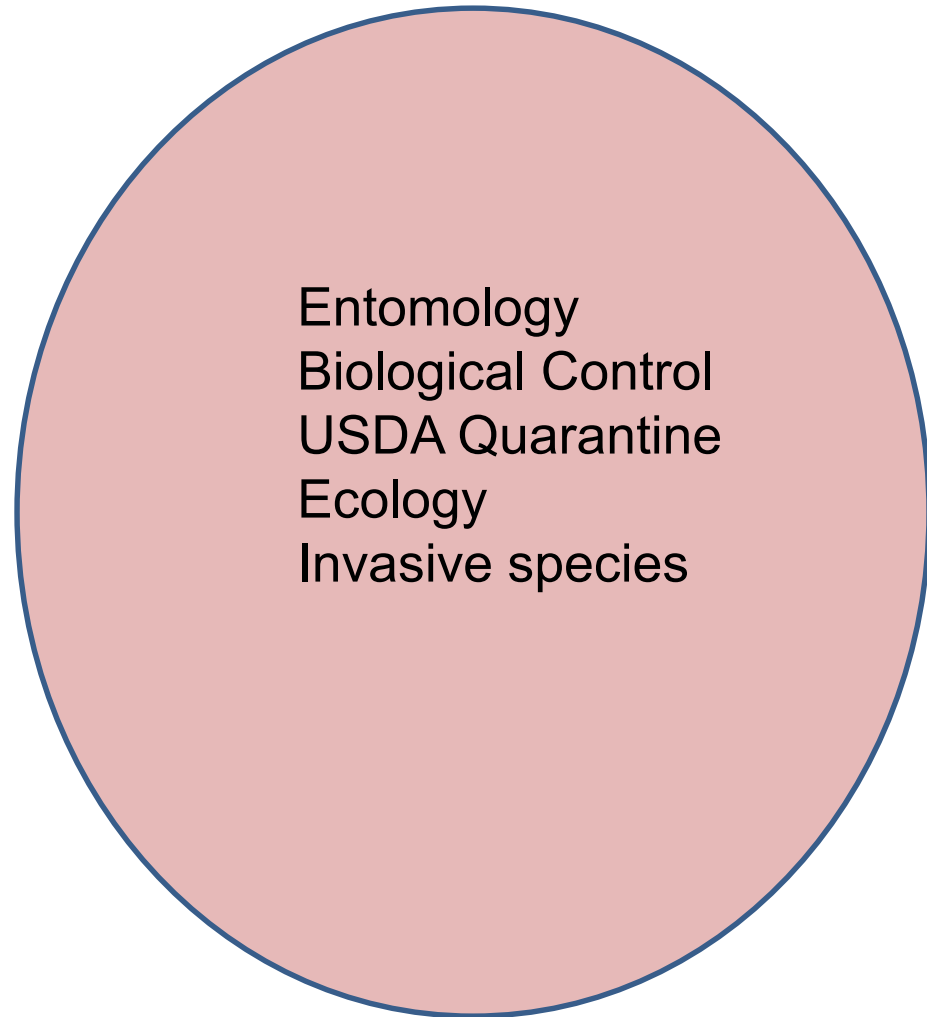 Entomology
Biological Control
USDA Quarantine
Ecology
Invasive species